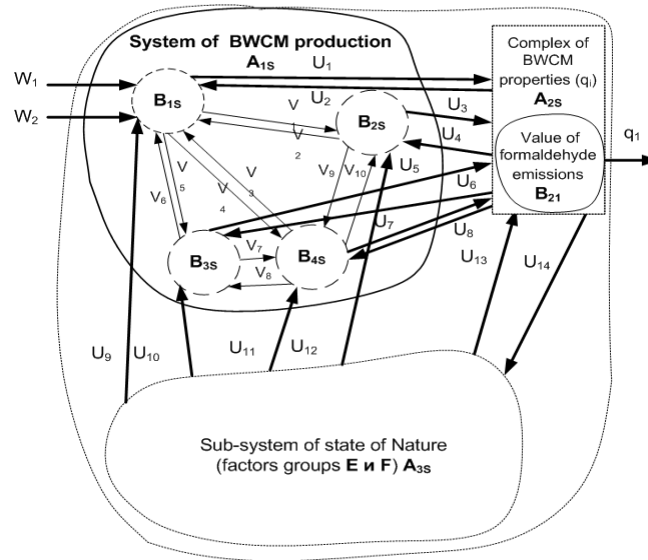 System of BWCM production
A1S
U1
Complex of
BWCM
properties (qi)
A2S
W1
W2
B1S
U2
V
1
V
2
B2S
U3
U4
Value of
formaldehyde
emissions
B21
q1
V
5
V6
V
3
V
4
V9
V10
U5
U6
U7
U8
B3S
V7
V8
B4S
U13
U14
U9
U10
U11
U12
Sub-system of state of Nature
(factors groups E и F) A3S